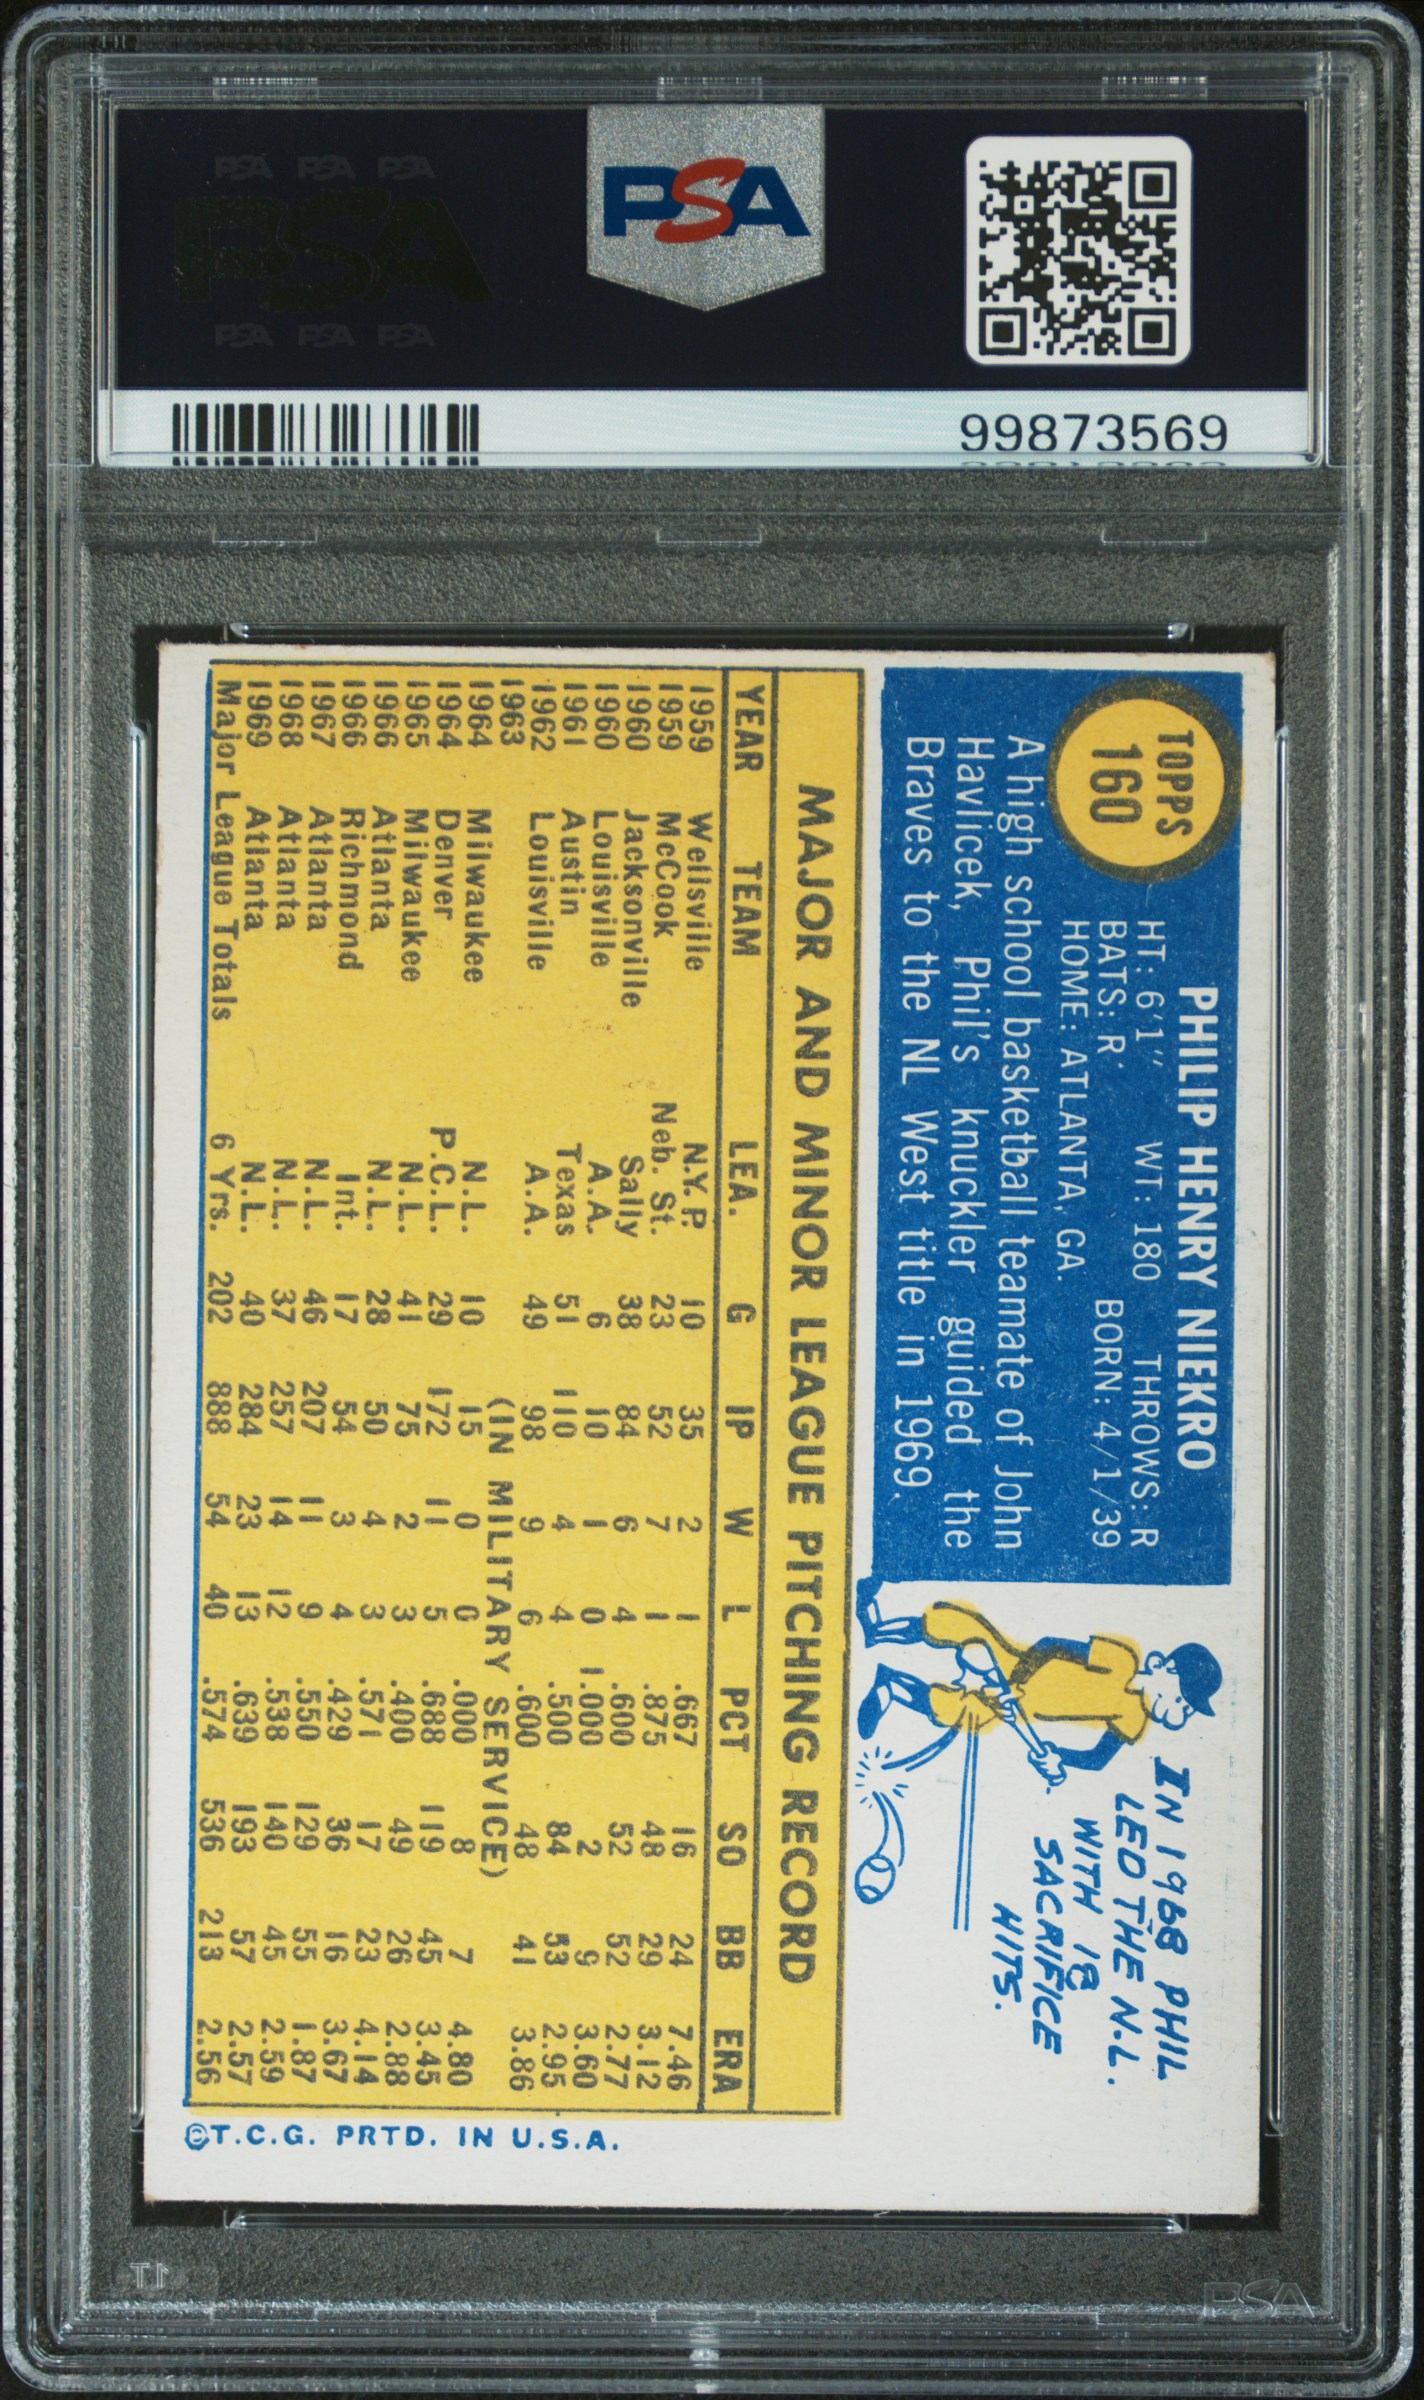 PSA PSA PSA
PSA
PSA PSA PSA
PSA
99873569
TOPPS
160
PHILIP HENRY NIEKRO
HT: 6'1" WT: 180 THROWS: R
BATS: R BORN: 4/1/39
HOME: ATLANTA, GA.
A high school basketball teamate of John
Havlicek, Phil's knuckler guided the
Braves to the NL West title in 1969.
IN 1968 PHIL
LED THE N.L.
WITH 18
SACRIFICE
HITS.
MAJOR AND MINOR LEAGUE PITCHING RECORD
YEAR TEAM LEA. G IP W L PCT SO BB ERA
1959 Wellsville N.Y.P. 10 35 2 1 .667 16 24 7.46
1959 McCook Neb. St. 23 52 7 1 .875 48 29 3.12
1960 Jacksonville Sally 38 84 6 4 .600 52 52 2.77
1960 Louisville A.A. 6 10 1 0 1.000 2 9 3.60
1961 Austin Texas 51 110 4 4 .500 84 53 2.95
1962 Louisville A.A. 49 98 9 6 .600 48 41 3.86
1963 (IN MILITARY SERVICE)
1964 Milwaukee N.L. 10 15 0 0 .000 8 7 4.80
1964 Denver P.C.L. 29 172 11 5 .688 119 45 3.45
1965 Milwaukee N.L. 41 75 2 3 .400 49 26 2.88
1966 Atlanta N.L. 28 50 4 3 .571 17 23 4.14
1966 Richmond Int. 17 54 3 4 .429 36 16 3.67
1967 Atlanta N.L. 46 207 11 9 .550 129 55 1.87
1968 Atlanta N.L. 37 257 14 12 .538 140 45 2.59
1969 Atlanta N.L. 40 284 23 13 .639 193 57 2.57
Major League Totals 6 Yrs. 202 888 54 40 .574 536 213 2.56
©T.C.G. PRTD. IN U.S.A.
PSA